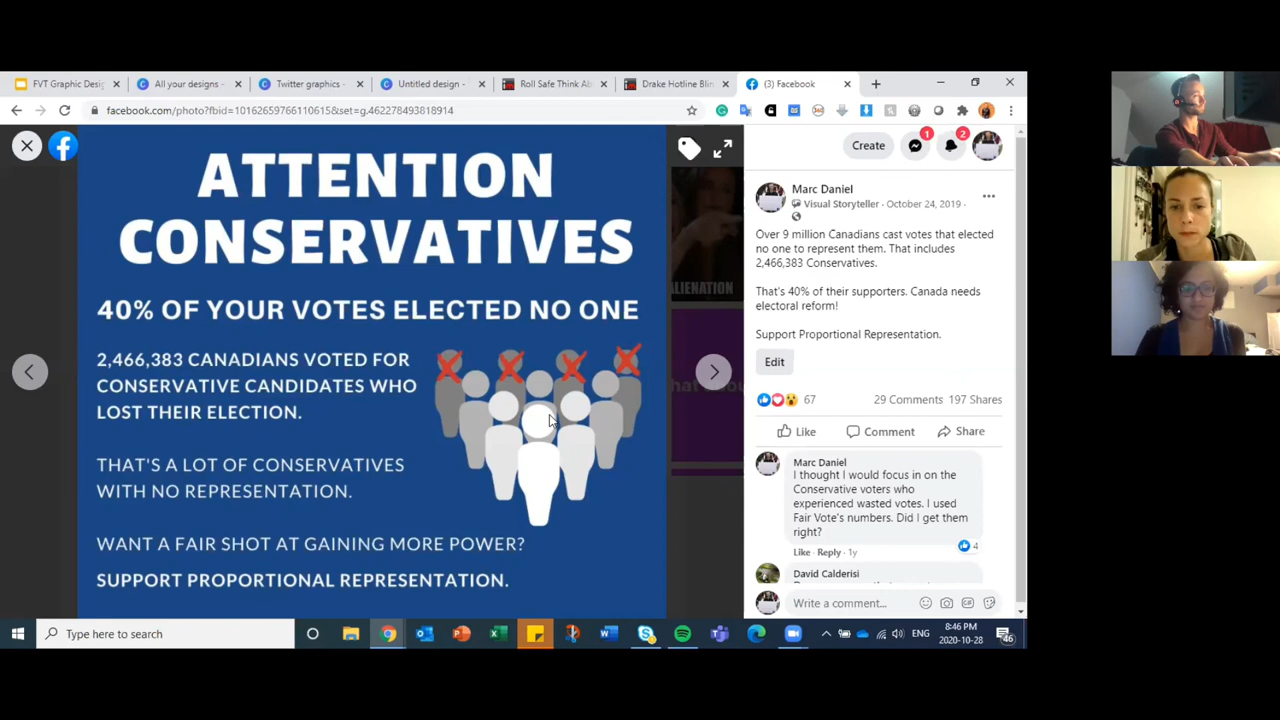 FVT Graphic Desig
All your designs -
Twitter graphics -
Untitled design -
Roll Safe Think Ab
Drake Hotline Blin
(3) Facebook
facebook.com/photo?fbid=10162659766110615&set=g.462278493818914
ATTENTION
CONSERVATIVES
40% OF YOUR VOTES ELECTED NO ONE
2,466,383 CANADIANS VOTED FOR
CONSERVATIVE CANDIDATES WHO
LOST THEIR ELECTION.
THAT'S A LOT OF CONSERVATIVES
WITH NO REPRESENTATION.
WANT A FAIR SHOT AT GAINING MORE POWER?
SUPPORT PROPORTIONAL REPRESENTATION.
ALIENATION
Create
1
2
Marc Daniel
Visual Storyteller · October 24, 2019 ·
Over 9 million Canadians cast votes that elected
no one to represent them. That includes
2,466,383 Conservatives.
That's 40% of their supporters. Canada needs
electoral reform!
Support Proportional Representation.
Edit
67
29 Comments 197 Shares
Like
Comment
Share
Marc Daniel
I thought I would focus in on the
Conservative voters who
experienced wasted votes. I used
Fair Vote's numbers. Did I get them
right?
4
Like · Reply · 1y
David Calderisi
Write a comment...
GIF
Type here to search
ENG
8:46 PM
2020-10-28
46